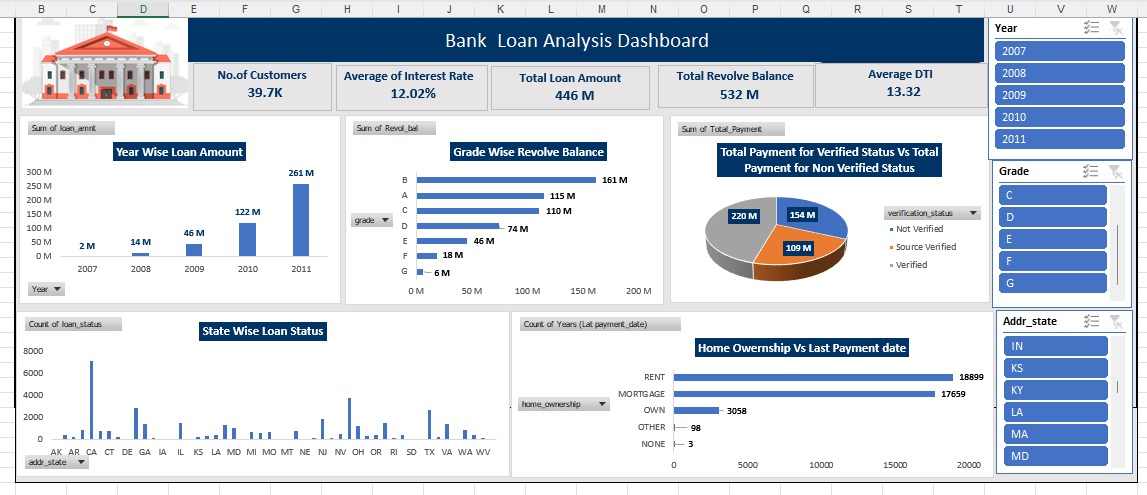 B C D E F G H I J K L M N O P Q R S T U V W
Bank Loan Analysis Dashboard
No.of Customers
39.7K
Average of Interest Rate
12.02%
Total Loan Amount
446 M
Total Revolve Balance
532 M
Average DTI
13.32
Year
2007
2008
2009
2010
2011
Sum of loan_amnt
Year Wise Loan Amount
300 M
250 M
200 M
150 M
100 M
50 M
0 M
2 M
14 M
46 M
122 M
261 M
2007 2008 2009 2010 2011
Year
Sum of Revol_bal
Grade Wise Revolve Balance
grade
B 161 M
A 115 M
C 110 M
D 74 M
E 46 M
F 18 M
G 6 M
0 M 50 M 100 M 150 M 200 M
Sum of Total_Payment
Total Payment for Verified Status Vs Total
Payment for Non Verified Status
220 M
154 M
109 M
verification_status
Not Verified
Source Verified
Verified
Grade
C
D
E
F
G
Count of loan_status
State Wise Loan Status
8000
6000
4000
2000
0
AK AR CA CT DE GA IA IL KS LA MD MI MO MT NE NJ NV OH OR RI SD TX VA WA WV
addr_state
Count of Years (Lat payment_date)
Home Owernship Vs Last Payment date
home_ownership
RENT 18899
MORTGAGE 17659
OWN 3058
OTHER 98
NONE 3
0 5000 10000 15000 20000
Addr_state
IN
KS
KY
LA
MA
MD